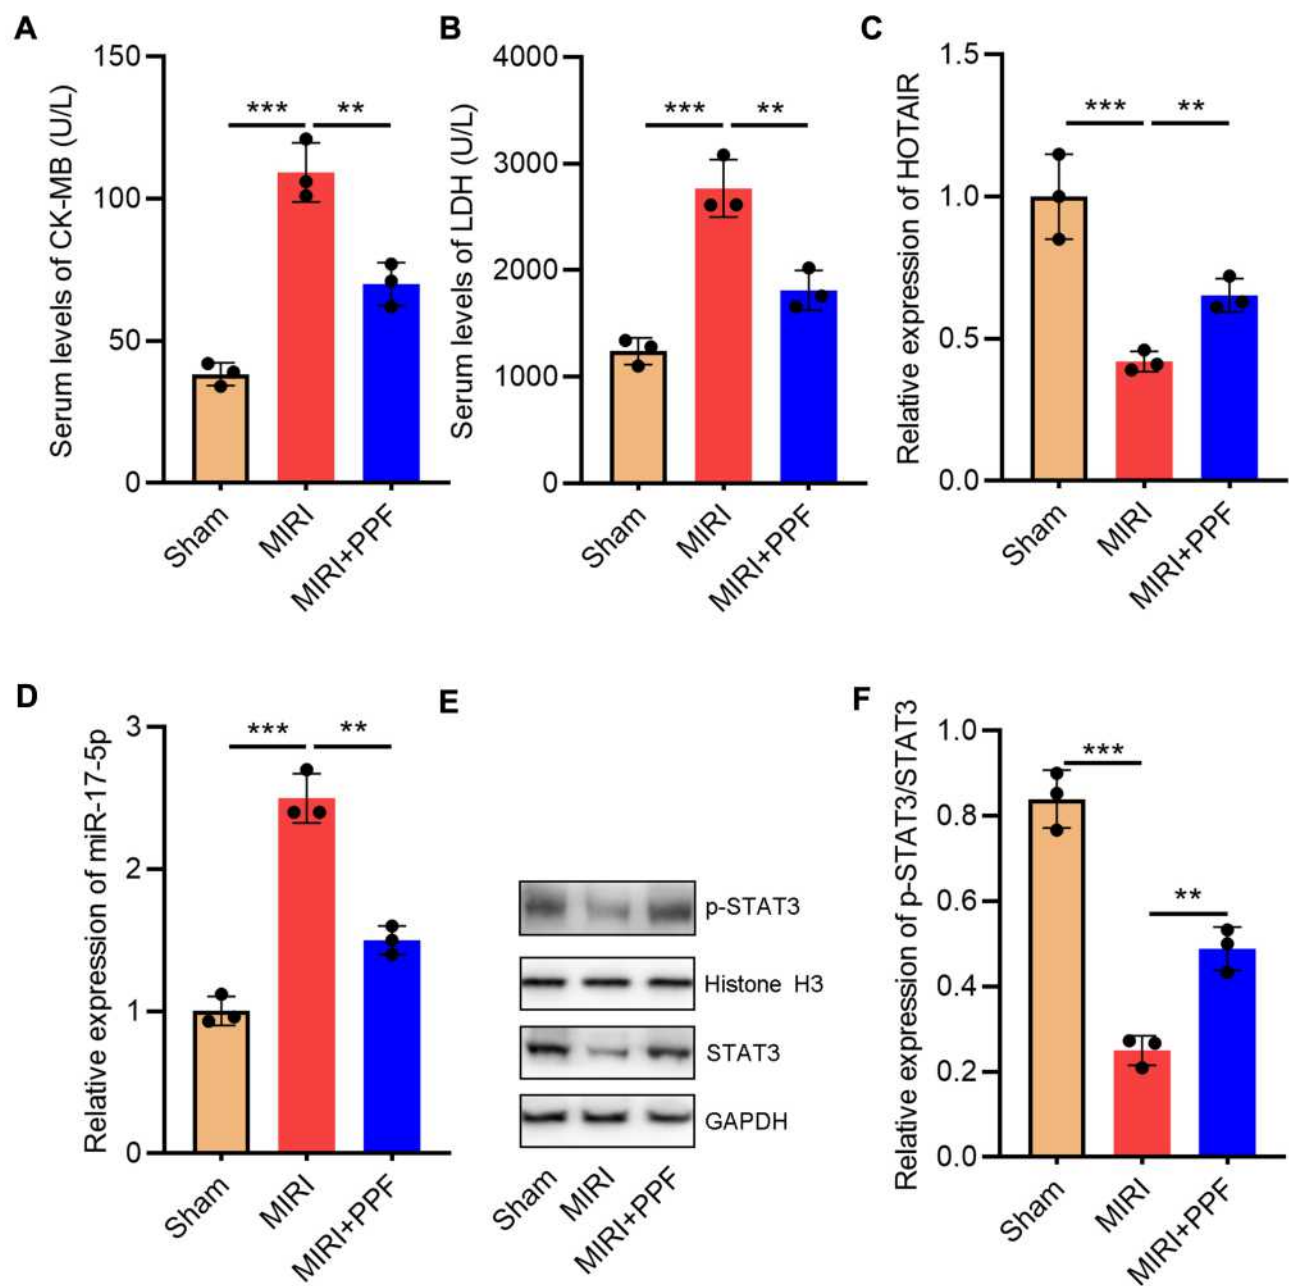 A
Serum levels of CK-MB (U/L)
150
100
50
0
***
**
Sham
MIRI
MIRI+PPF
B
Serum levels of LDH (U/L)
4000
3000
2000
1000
0
***
**
Sham
MIRI
MIRI+PPF
C
Relative expression of HOTAIR
1.5
1.0
0.5
0.0
***
**
Sham
MIRI
MIRI+PPF
D
Relative expression of miR-17-5p
3
2
1
0
***
**
Sham
MIRI
MIRI+PPF
E
p-STAT3
Histone H3
STAT3
GAPDH
Sham
MIRI
MIRI+PPF
F
Relative expression of p-STAT3/STAT3
1.0
0.8
0.6
0.4
0.2
0.0
***
**
Sham
MIRI
MIRI+PPF